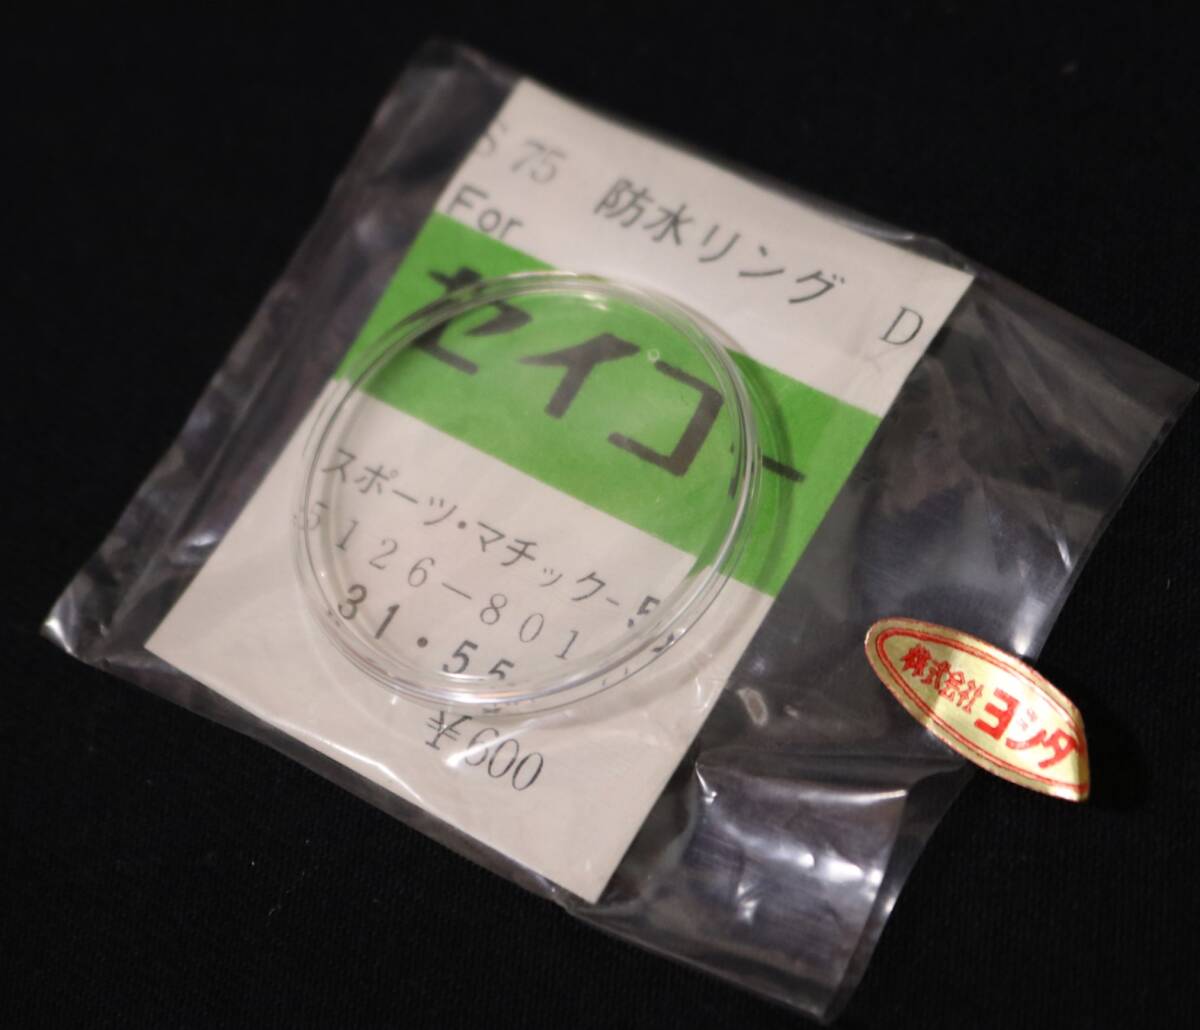 S 75 防水リング D
For
セイコー
スポーツ・マチック-5
5126-801
31.55
¥600
株式会社
ヨシダ